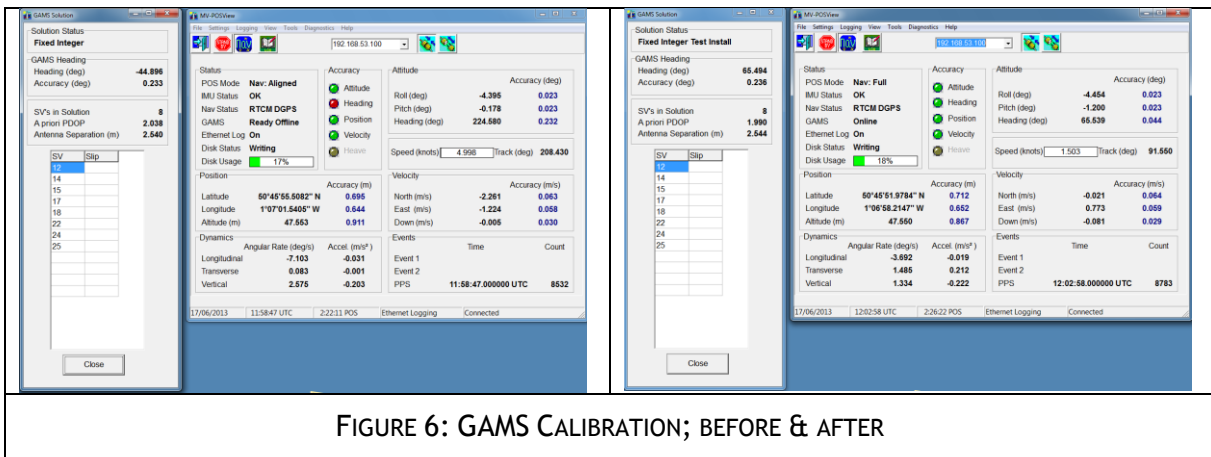 GAMS Solution
Solution Status
Fixed Integer
GAMS Heading
Heading (deg) -44.896
Accuracy (deg) 0.233
SV's in Solution 8
A priori PDOP 2.038
Antenna Separation (m) 2.540
SV Slip
12
14
15
17
18
22
24
25
Close
MV-POSView
File Settings Logging View Tools Diagnostics Help
STAND BY
nav
192.168.53.100
Status
POS Mode Nav: Aligned
IMU Status OK
Nav Status RTCM DGPS
GAMS Ready Offline
Ethernet Log On
Disk Status Writing
Disk Usage 17%
Accuracy
Attitude
Heading
Position
Velocity
Heave
Attitude
Accuracy (deg)
Roll (deg) -4.395 0.023
Pitch (deg) -0.178 0.023
Heading (deg) 224.580 0.232
Speed (knots) 4.998 Track (deg) 208.430
Position
Accuracy (m)
Latitude 50°45'55.5082" N 0.695
Longitude 1°07'01.5405" W 0.644
Altitude (m) 47.553 0.911
Velocity
Accuracy (m/s)
North (m/s) -2.261 0.063
East (m/s) -1.224 0.058
Down (m/s) -0.005 0.030
Dynamics
Angular Rate (deg/s) Accel. (m/s²)
Longitudinal -7.103 -0.031
Transverse 0.083 -0.001
Vertical 2.575 -0.203
Events
Time Count
Event 1
Event 2
PPS 11:58:47.000000 UTC 8532
17/06/2013 11:58:47 UTC 2:22:11 POS Ethernet Logging Connected
GAMS Solution
Solution Status
Fixed Integer Test Install
GAMS Heading
Heading (deg) 65.494
Accuracy (deg) 0.236
SV's in Solution 8
A priori PDOP 1.990
Antenna Separation (m) 2.544
SV Slip
12
14
15
17
18
22
24
25
Close
MV-POSView
File Settings Logging View Tools Diagnostics Help
STAND BY
nav
192.168.53.100
Status
POS Mode Nav: Full
IMU Status OK
Nav Status RTCM DGPS
GAMS Online
Ethernet Log On
Disk Status Writing
Disk Usage 18%
Accuracy
Attitude
Heading
Position
Velocity
Heave
Attitude
Accuracy (deg)
Roll (deg) -4.454 0.023
Pitch (deg) -1.200 0.023
Heading (deg) 65.539 0.044
Speed (knots) 1.503 Track (deg) 91.550
Position
Accuracy (m)
Latitude 50°45'51.9784" N 0.712
Longitude 1°06'58.2147" W 0.652
Altitude (m) 47.550 0.867
Velocity
Accuracy (m/s)
North (m/s) -0.021 0.064
East (m/s) 0.773 0.059
Down (m/s) -0.081 0.029
Dynamics
Angular Rate (deg/s) Accel. (m/s²)
Longitudinal -3.692 -0.019
Transverse 1.485 0.212
Vertical 1.334 -0.222
Events
Time Count
Event 1
Event 2
PPS 12:02:58.000000 UTC 8783
17/06/2013 12:02:58 UTC 2:26:22 POS Ethernet Logging Connected
FIGURE 6: GAMS CALIBRATION; BEFORE & AFTER